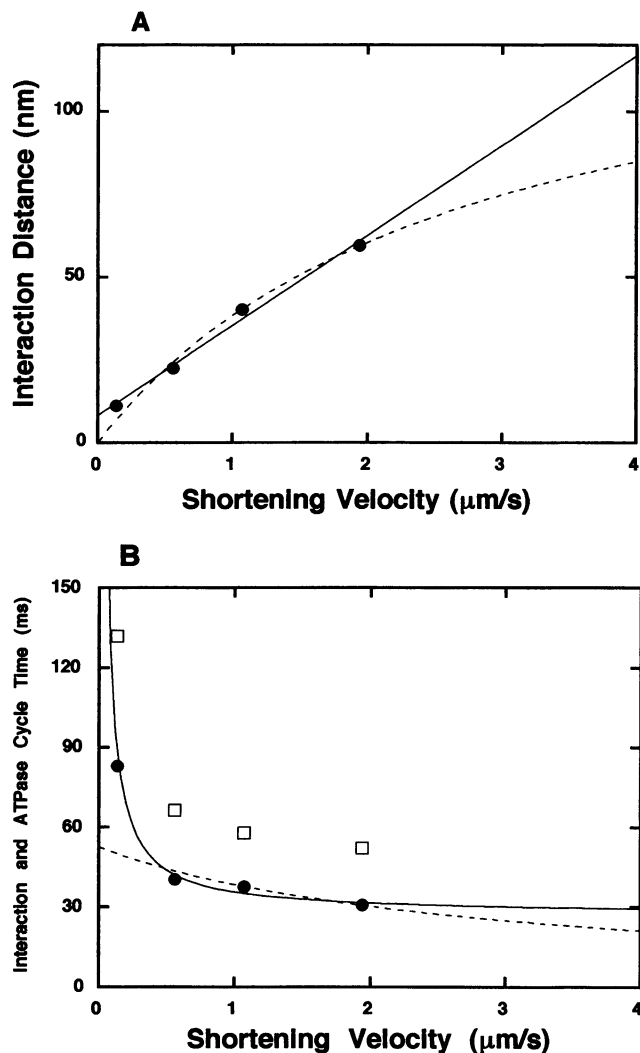 A
Interaction Distance (nm)
100
50
0
0 1 2 3 4
Shortening Velocity (μm/s)
B
Interaction and ATPase Cycle Time (ms)
150
120
90
60
30
0
0 1 2 3 4
Shortening Velocity (μm/s)